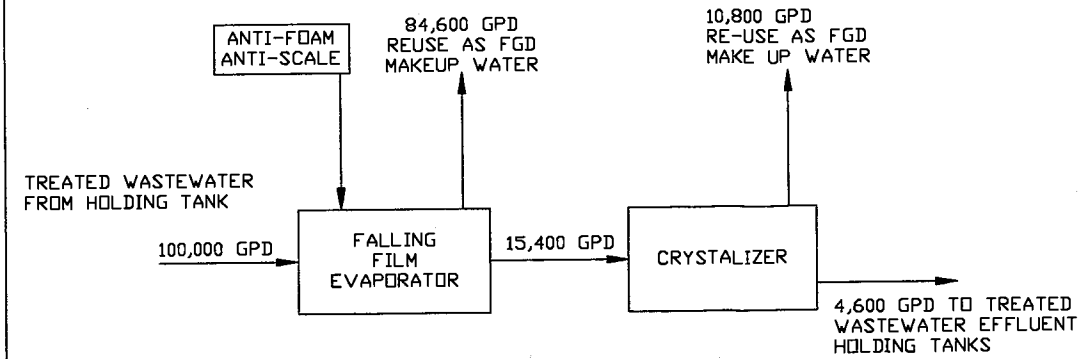 84,600 GPD
REUSE AS FGD
MAKEUP WATER
10,800 GPD
RE-USE AS FGD
MAKE UP WATER
ANTI-FOAM
ANTI-SCALE
TREATED WASTEWATER
FROM HOLDING TANK
100,000 GPD
FALLING
FILM
EVAPORATOR
15,400 GPD
CRYSTALIZER
4,600 GPD TO TREATED
WASTEWATER EFFLUENT
HOLDING TANKS